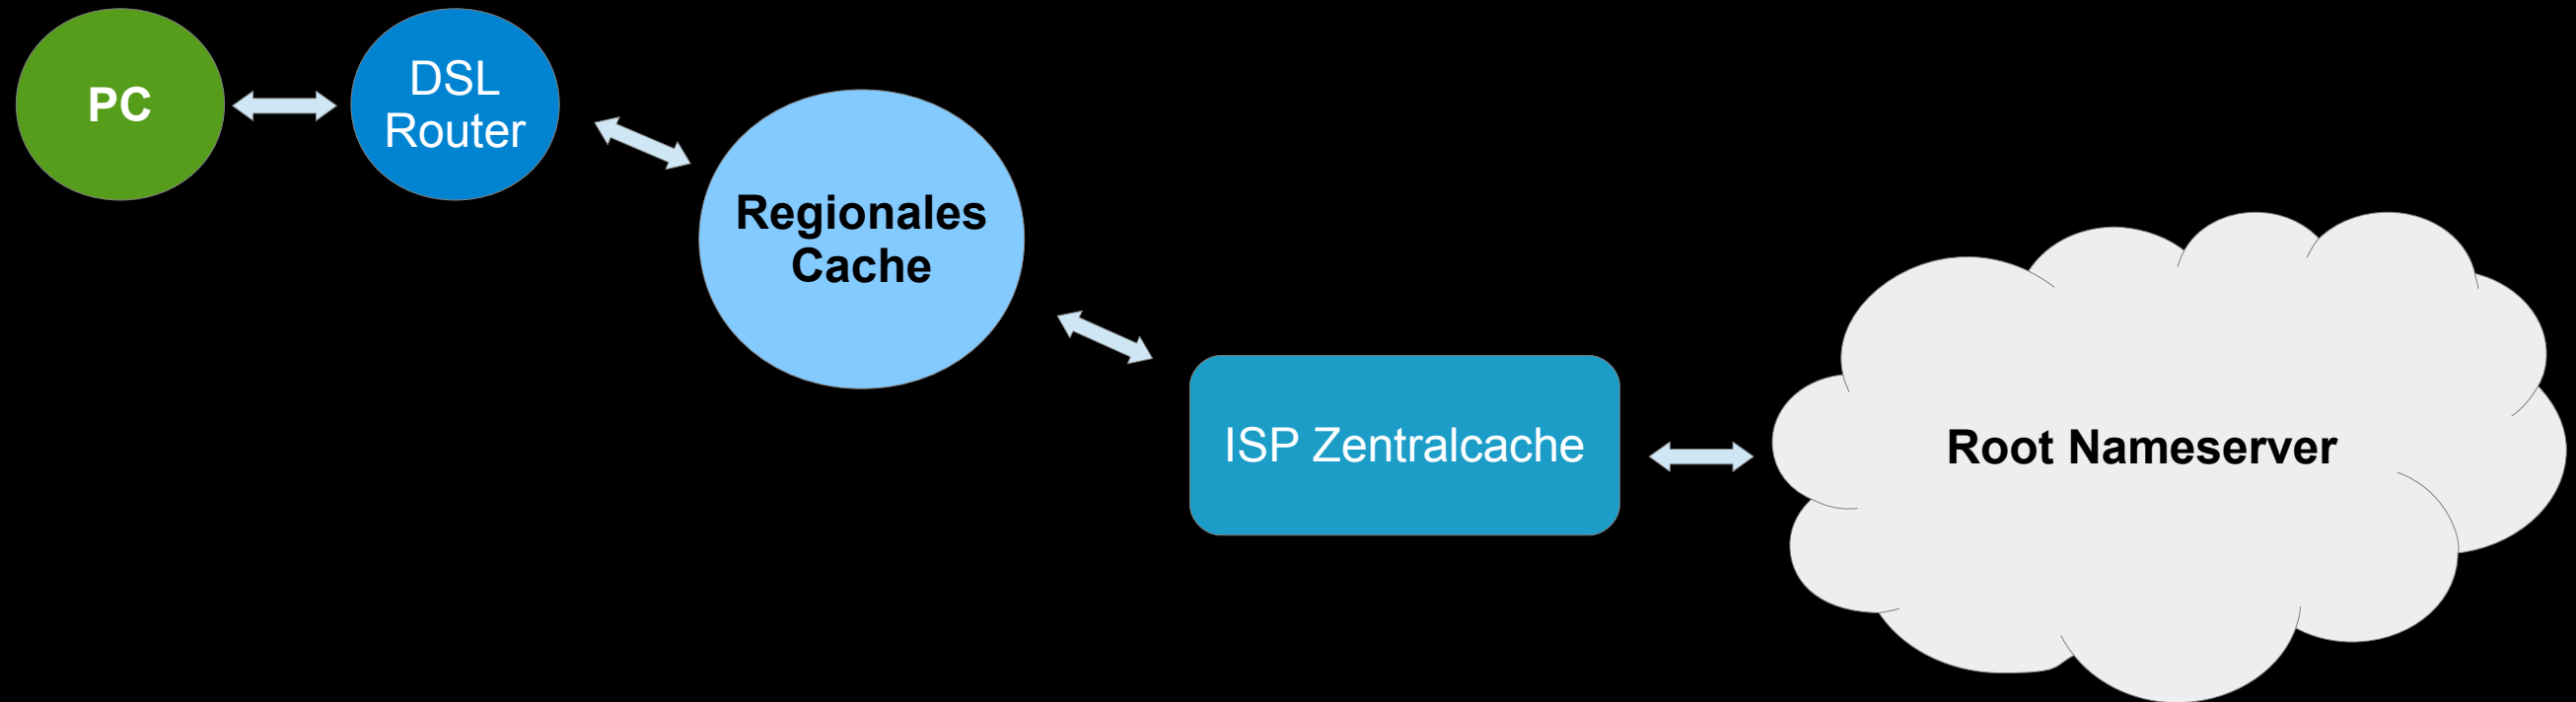 PC
DSL
Router
Regionales
Cache
ISP Zentralcache
Root Nameserver